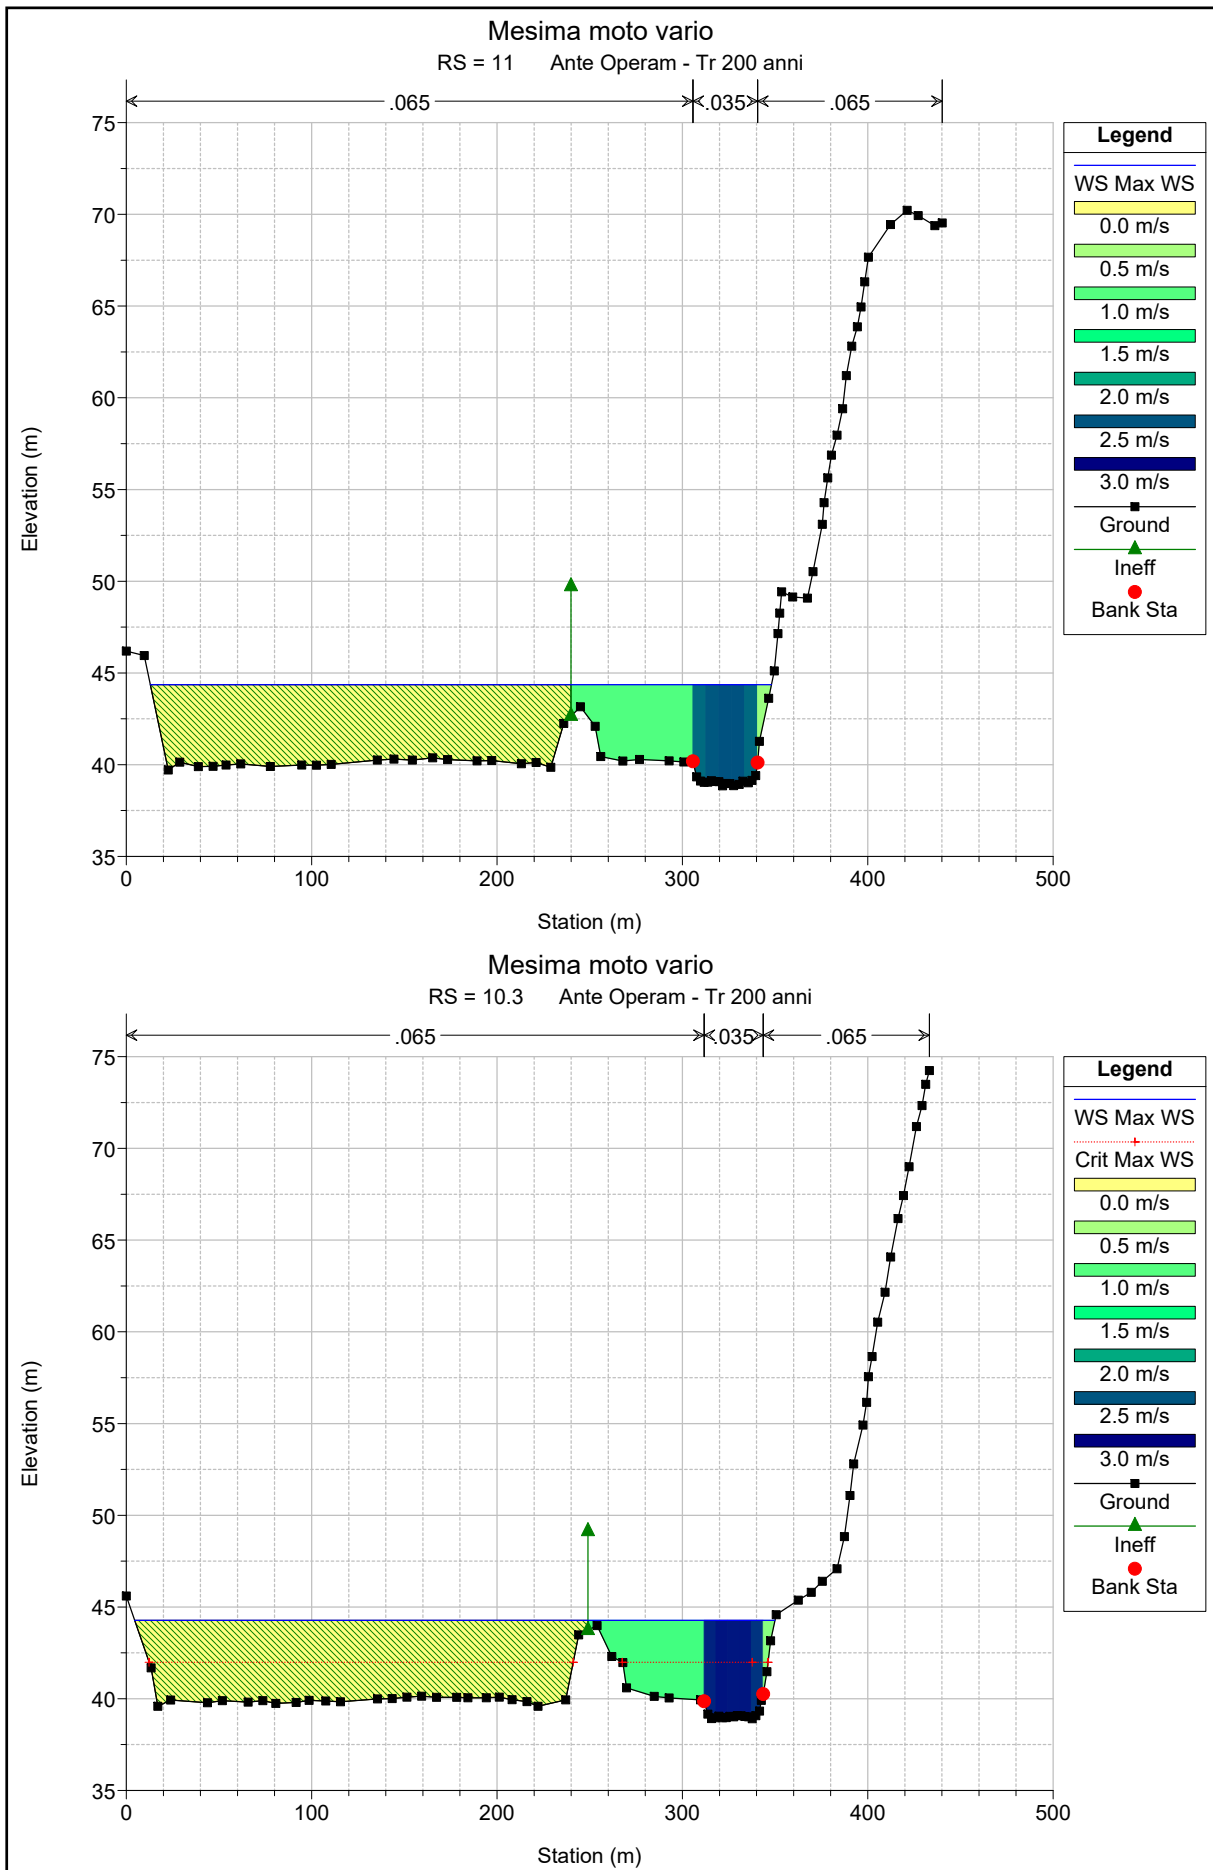 Mesima moto vario
RS = 11 Ante Operam - Tr 200 anni
.065 .035 .065
75
70
65
60
55
50
45
40
35
0 100 200 300 400 500
Station (m)
Elevation (m)
Legend
WS Max WS
0.0 m/s
0.5 m/s
1.0 m/s
1.5 m/s
2.0 m/s
2.5 m/s
3.0 m/s
Ground
Ineff
Bank Sta
Mesima moto vario
RS = 10.3 Ante Operam - Tr 200 anni
.065 .035 .065
75
70
65
60
55
50
45
40
35
0 100 200 300 400 500
Station (m)
Elevation (m)
Legend
WS Max WS
Crit Max WS
0.0 m/s
0.5 m/s
1.0 m/s
1.5 m/s
2.0 m/s
2.5 m/s
3.0 m/s
Ground
Ineff
Bank Sta